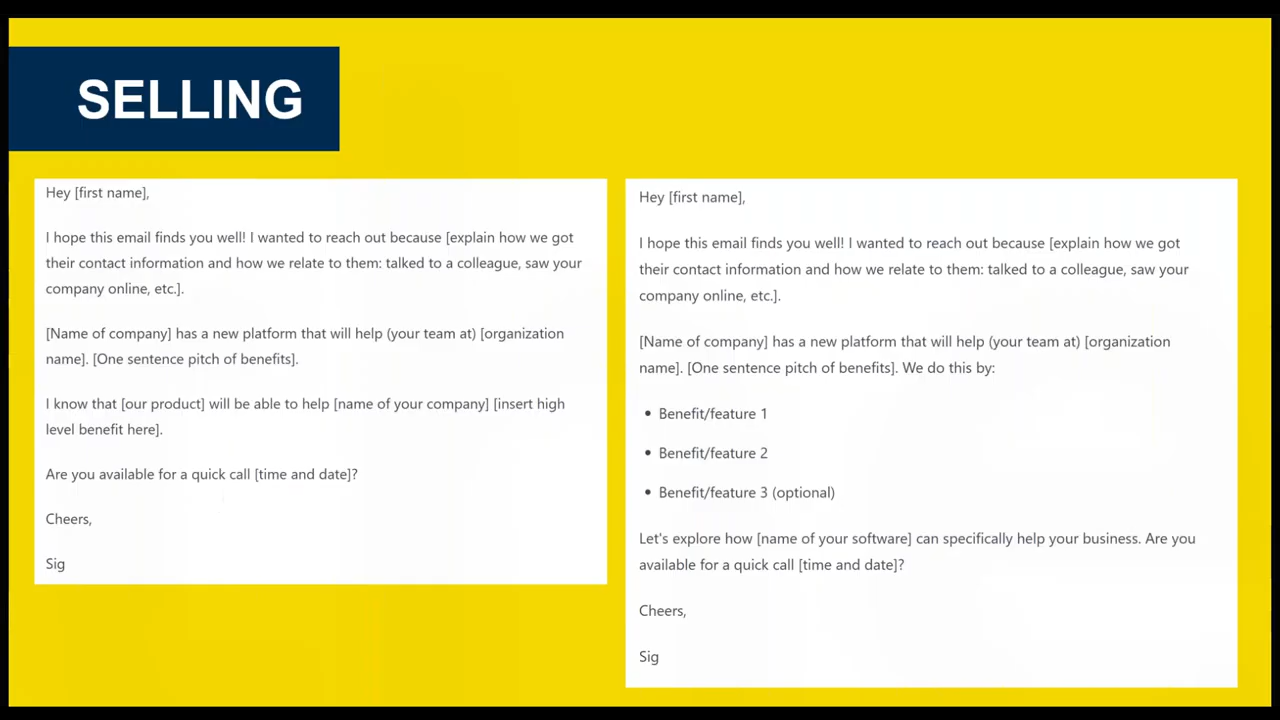 SELLING
Hey [first name],
I hope this email finds you well! I wanted to reach out because [explain how we got
their contact information and how we relate to them: talked to a colleague, saw your
company online, etc.].
[Name of company] has a new platform that will help (your team at) [organization
name]. [One sentence pitch of benefits].
I know that [our product] will be able to help [name of your company] [insert high
level benefit here].
Are you available for a quick call [time and date]?
Cheers,
Sig
Hey [first name],
I hope this email finds you well! I wanted to reach out because [explain how we got
their contact information and how we relate to them: talked to a colleague, saw your
company online, etc.].
[Name of company] has a new platform that will help (your team at) [organization
name]. [One sentence pitch of benefits]. We do this by:
• Benefit/feature 1
• Benefit/feature 2
• Benefit/feature 3 (optional)
Let's explore how [name of your software] can specifically help your business. Are you
available for a quick call [time and date]?
Cheers,
Sig